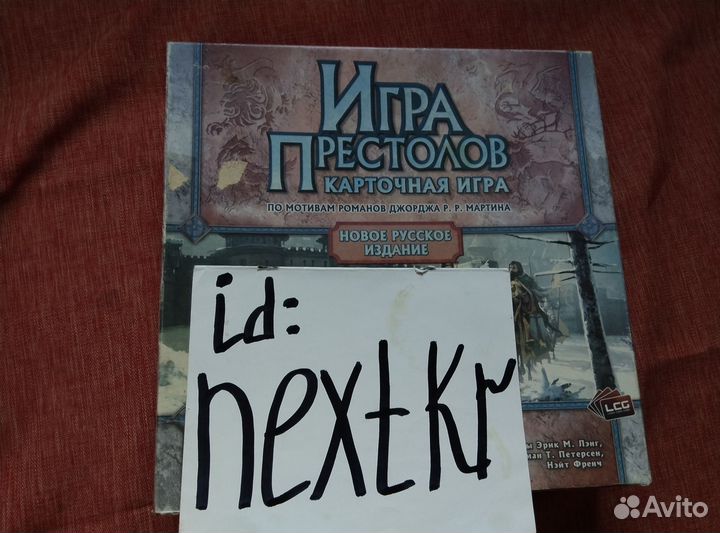 ИГРА
ПРЕСТОЛОВ
КАРТОЧНАЯ ИГРА
ПО МОТИВАМ РОМАНОВ ДЖОРДЖА Р. Р. МАРТИНА
НОВОЕ РУССКОЕ
ИЗДАНИЕ
id:
nextkr
LCG
Эрик М. Лэнг,
Т. Петерсен,
Нэйт Френч
Avito